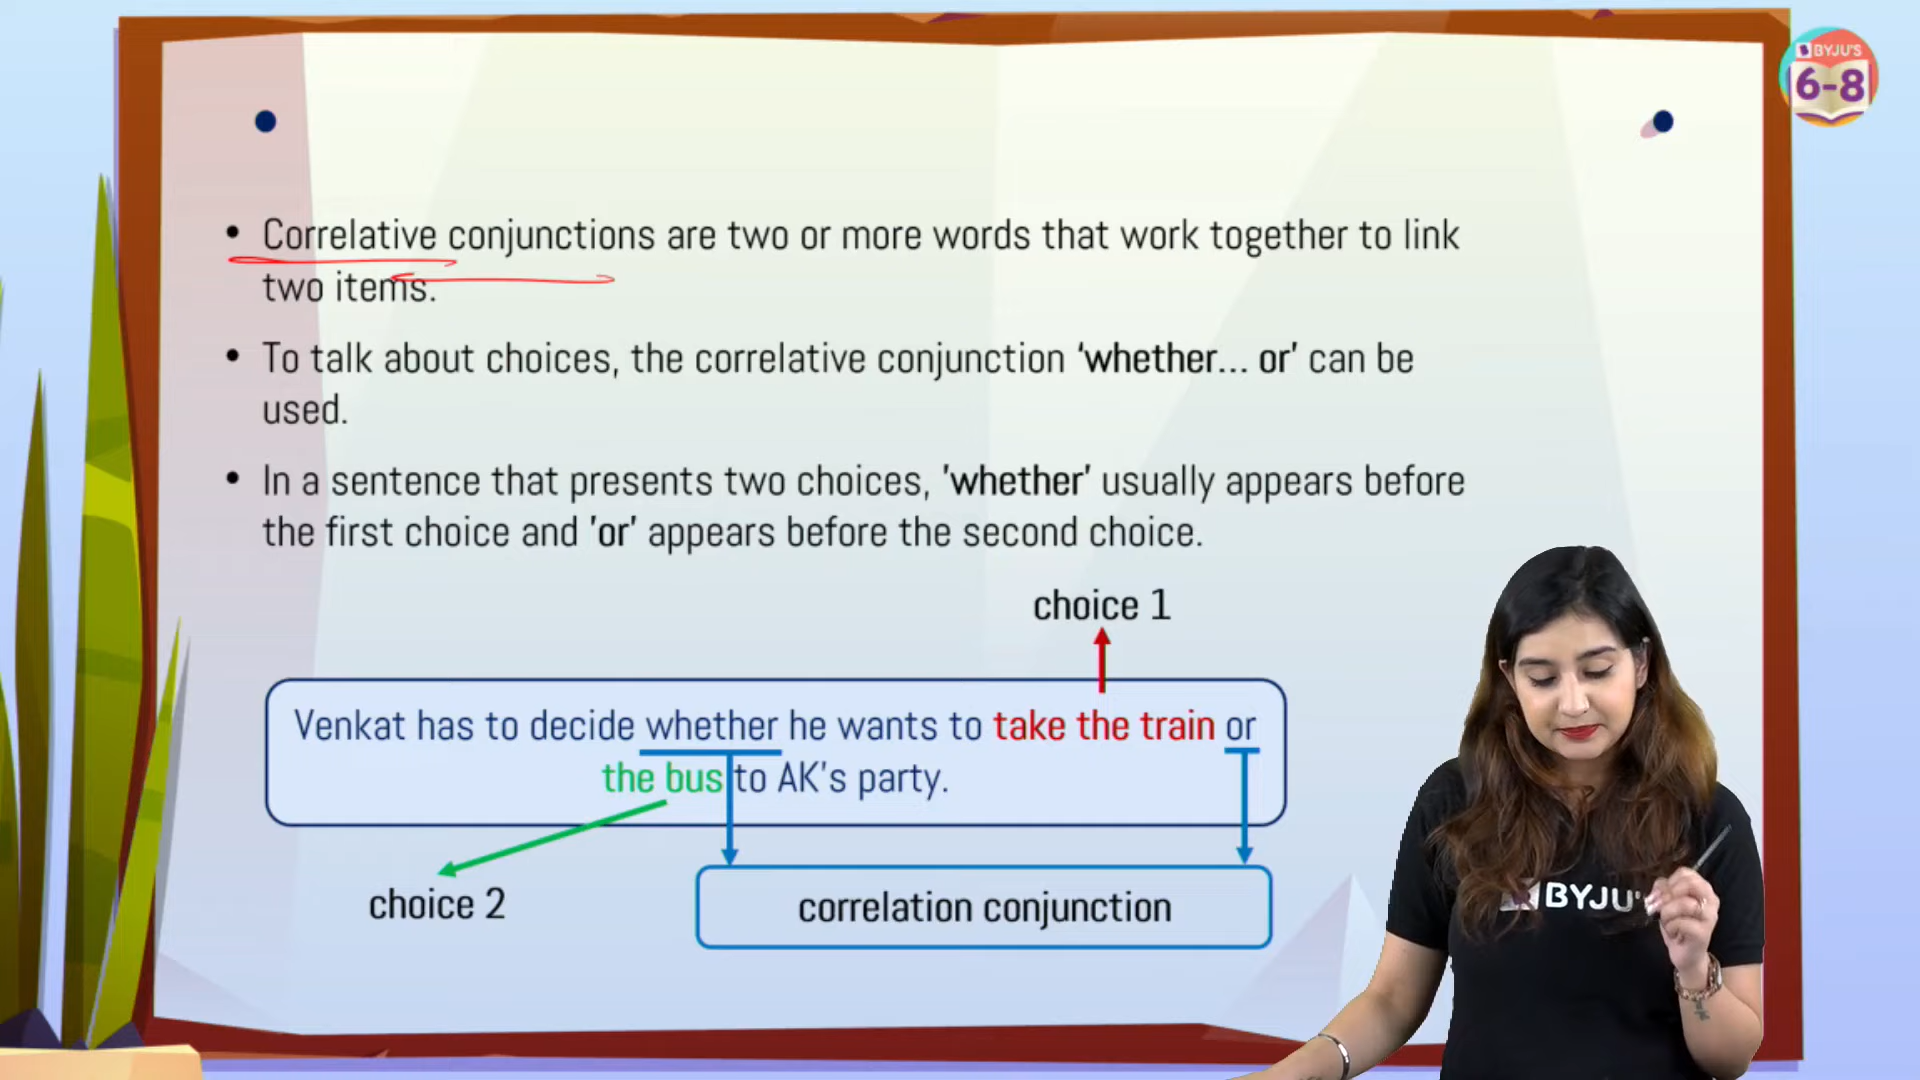 BYJU'S
6-8
• Correlative conjunctions are two or more words that work together to link
two items.
• To talk about choices, the correlative conjunction ‘whether... or’ can be
used.
• In a sentence that presents two choices, ’whether’ usually appears before
the first choice and ’or’ appears before the second choice.
choice 1
Venkat has to decide whether he wants to take the train or
the bus to AK's party.
choice 2
correlation conjunction
BYJU'